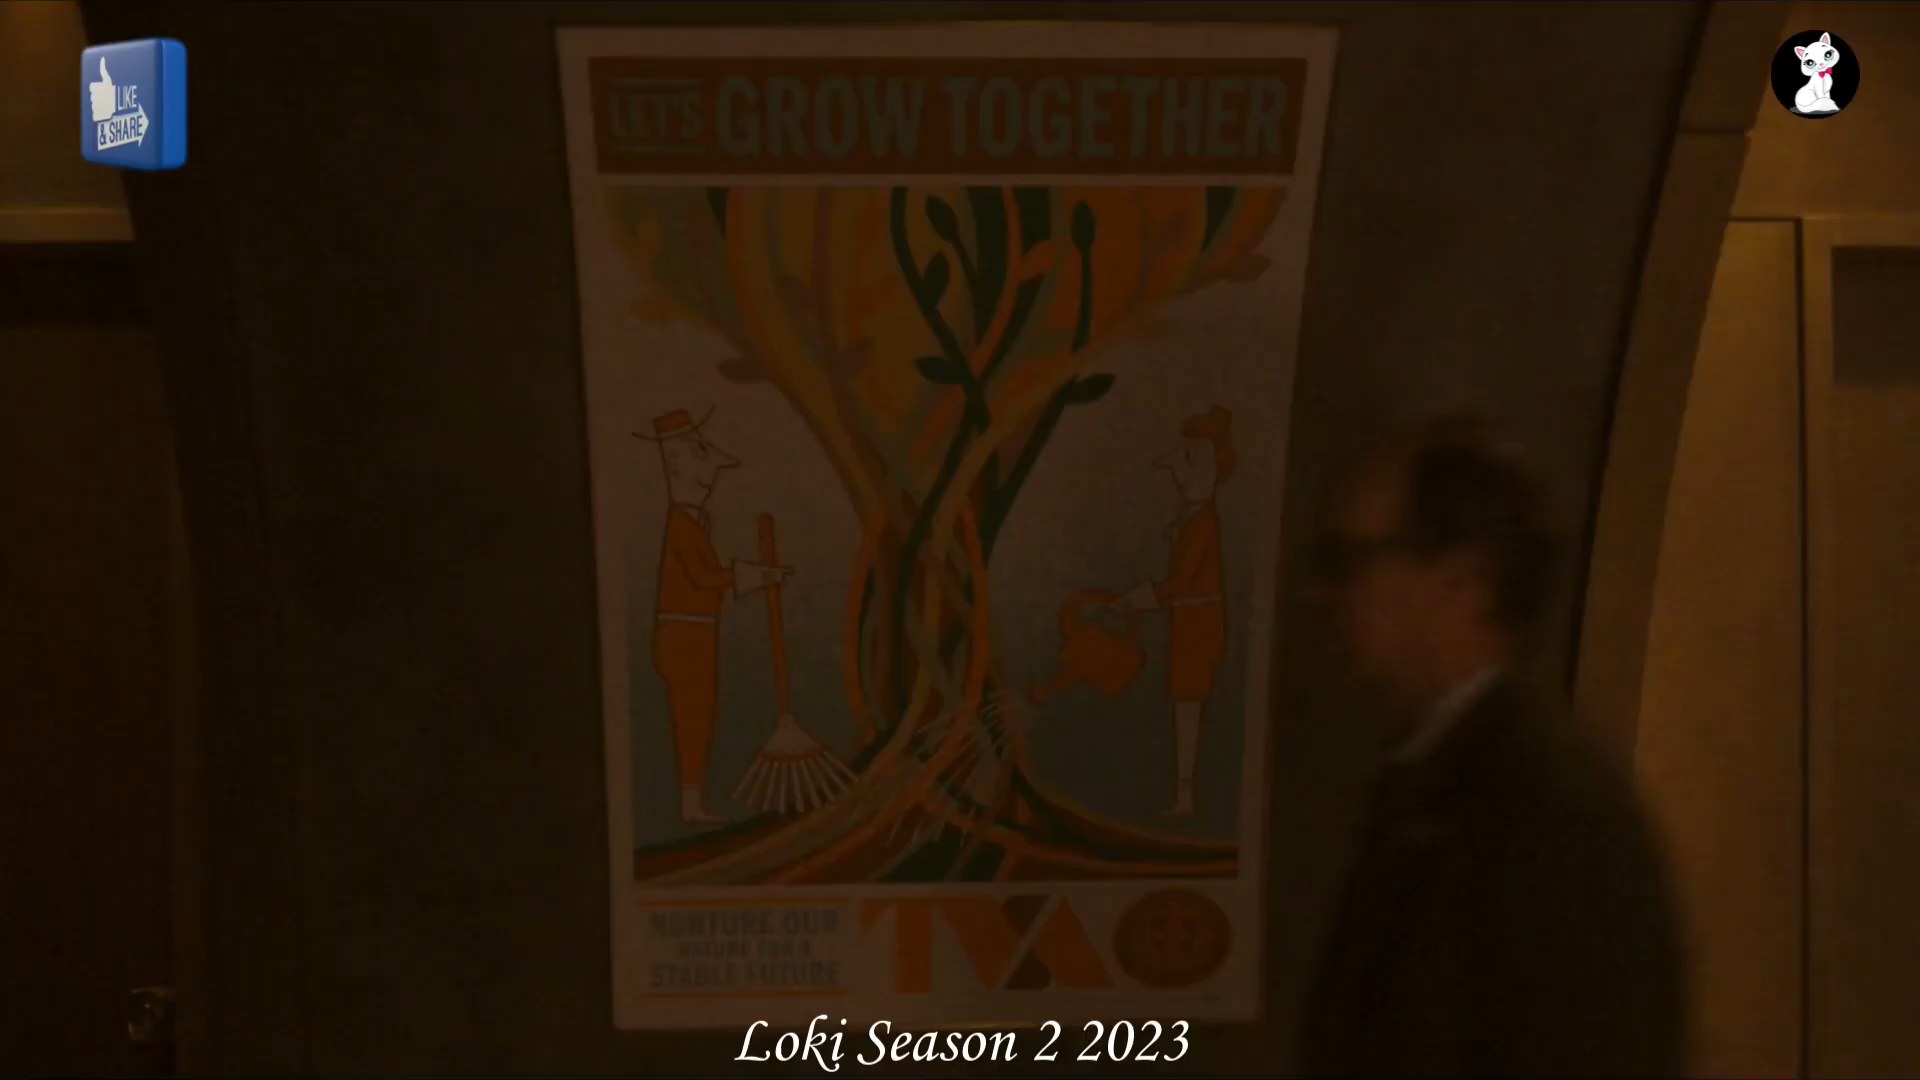 LIKE
& SHARE
LET'S GROW TOGETHER
NURTURE OUR
NATURE FOR A
STABLE FUTURE
TVA
Loki Season 2 2023